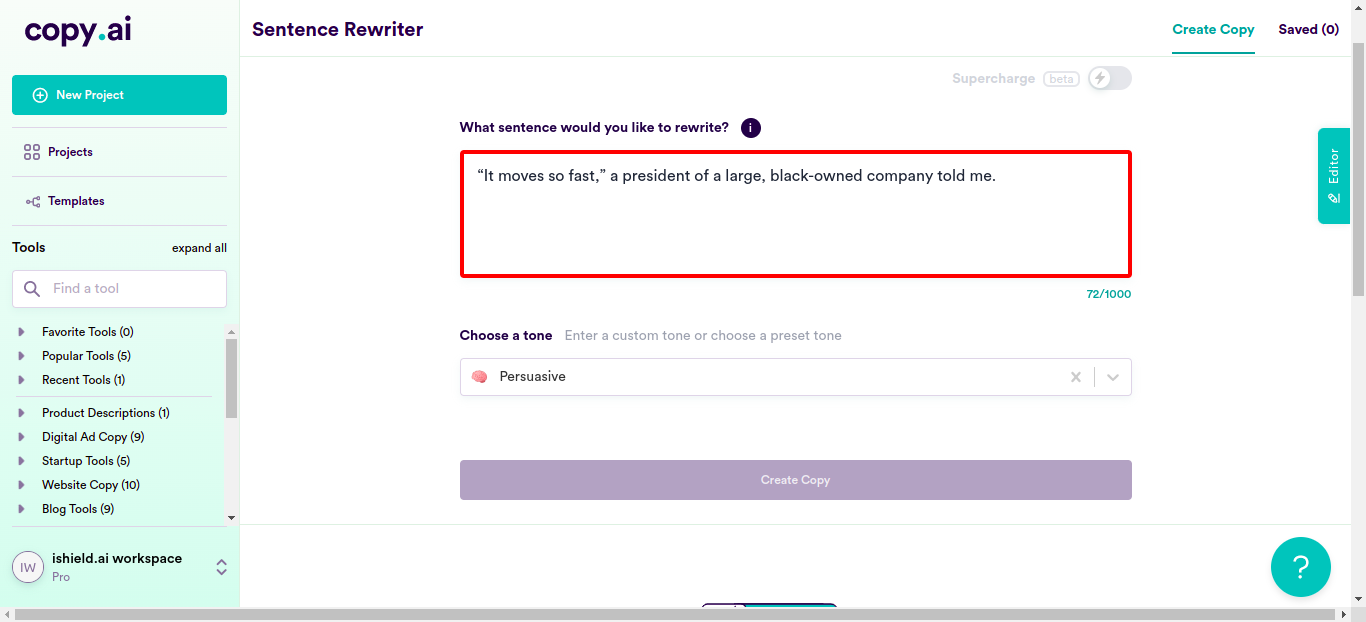 copy.ai
Sentence Rewriter
Create Copy
Saved (0)
New Project
Projects
Templates
Tools
expand all
Find a tool
Favorite Tools (0)
Popular Tools (5)
Recent Tools (1)
Product Descriptions (1)
Digital Ad Copy (9)
Startup Tools (5)
Website Copy (10)
Blog Tools (9)
IW
ishield.ai workspace
Pro
Supercharge beta
What sentence would you like to rewrite? i
“It moves so fast,” a president of a large, black-owned company told me.
72/1000
Choose a tone Enter a custom tone or choose a preset tone
Persuasive
Create Copy
Editor
?